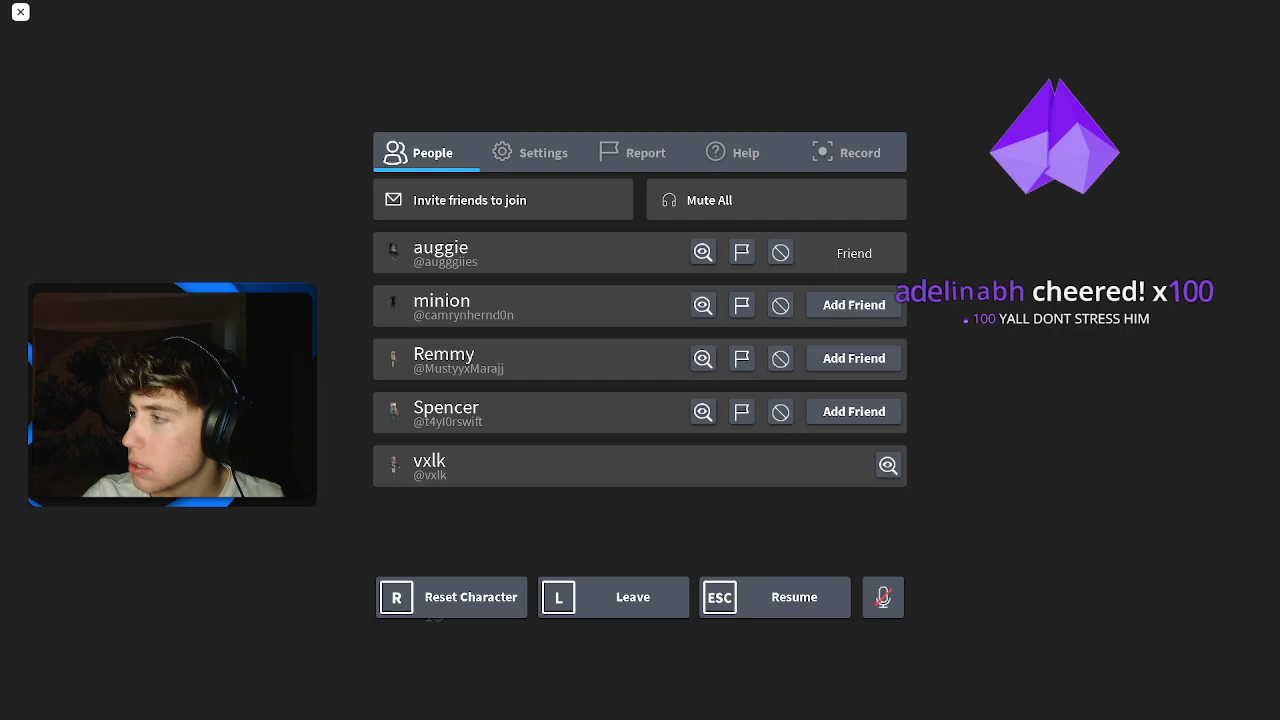 People
Settings
Report
Help
Record
Invite friends to join
Mute All
auggie
@augggiies
Friend
minion
@camrynhernd0n
Add Friend
Remmy
@MustyyxMarajj
Add Friend
Spencer
@t4yl0rswift
Add Friend
vxlk
@vxlk
adelinabh cheered! x100
100 YALL DONT STRESS HIM
R Reset Character
L Leave
ESC Resume